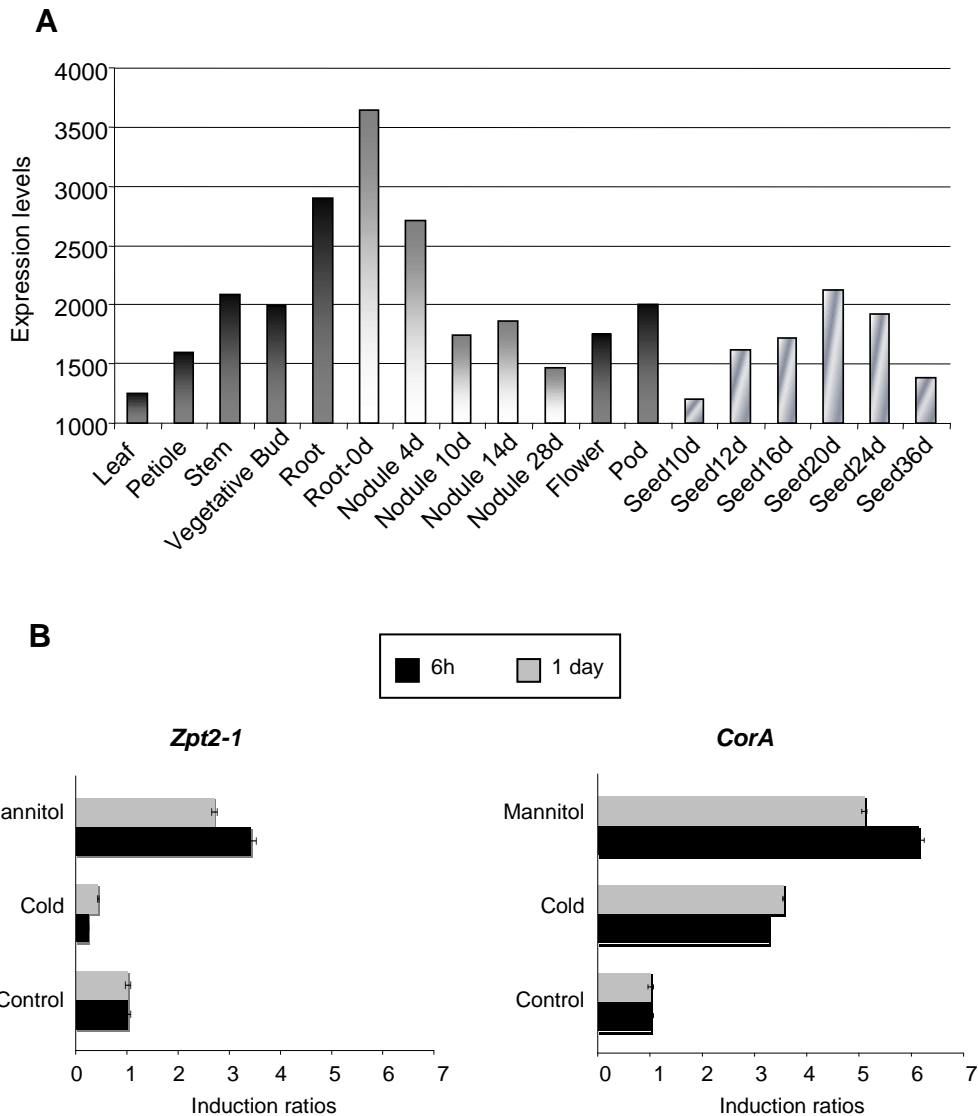 A
4000
3500
3000
2500
2000
1500
1000
Expression levels
Leaf
Petiole
Stem
Vegetative Bud
Root
Root-0d
Nodule 4d
Nodule 10d
Nodule 14d
Nodule 28d
Flower
Pod
Seed10d
Seed12d
Seed16d
Seed20d
Seed24d
Seed36d
B
6h 1 day
Zpt2-1
annitol
Cold
Control
0 1 2 3 4 5 6 7
Induction ratios
CorA
Mannitol
Cold
Control
0 1 2 3 4 5 6 7
Induction ratios